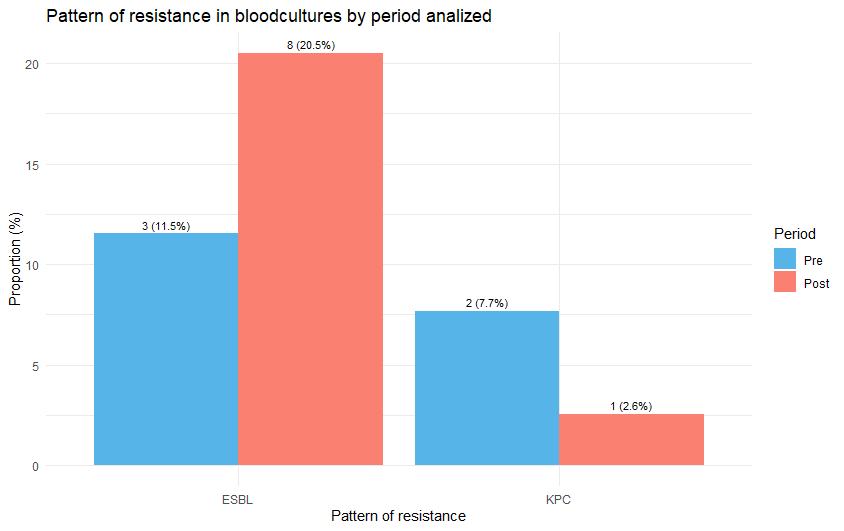 Pattern of resistance in bloodcultures by period analized
8 (20.5%)
20
15
3 (11.5%)
Proportion (%)
10
2 (7.7%)
5
1 (2.6%)
0
ESBL
KPC
Pattern of resistance
Period
Pre
Post